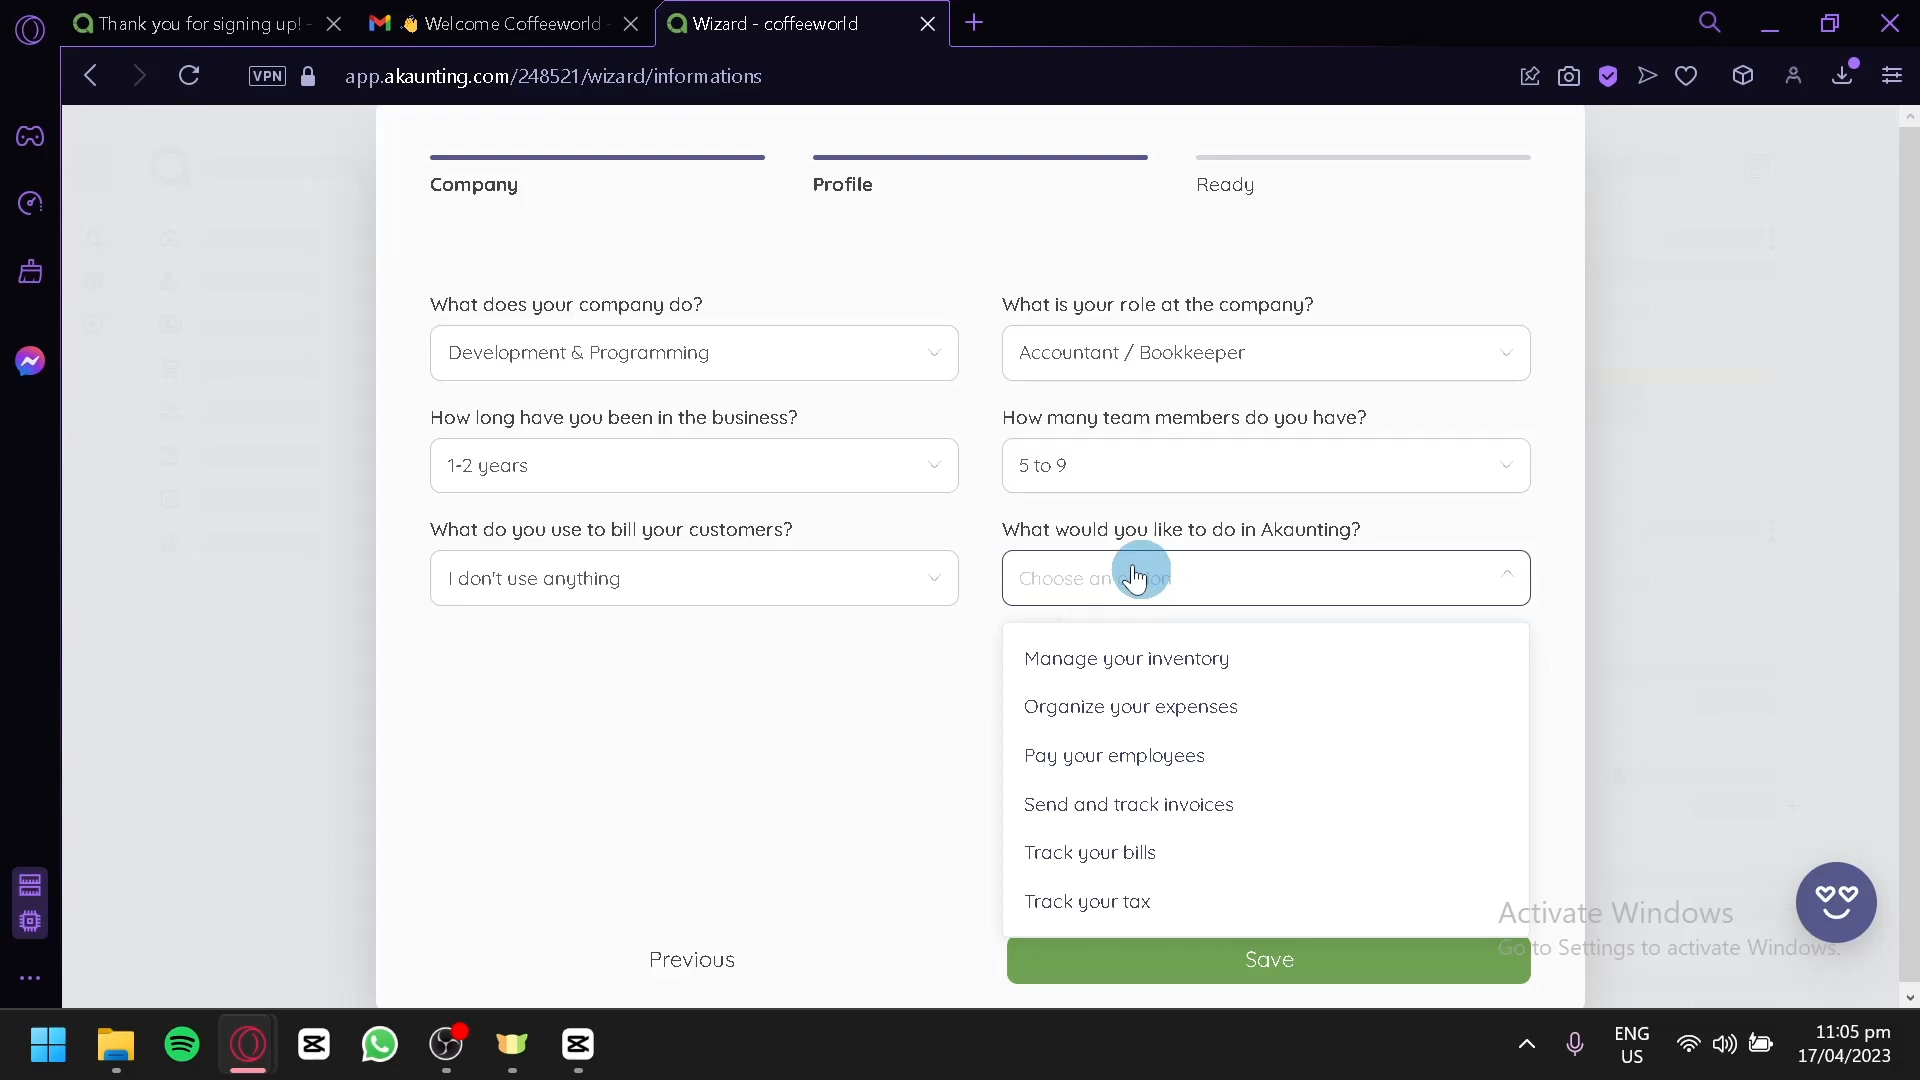 Thank you for signing up! -
👋 Welcome Coffeeworld -
Wizard - coffeeworld
VPN
app.akaunting.com/248521/wizard/informations
Company
Profile
Ready
What does your company do?
What is your role at the company?
Development & Programming
Accountant / Bookkeeper
How long have you been in the business?
How many team members do you have?
1-2 years
5 to 9
What do you use to bill your customers?
What would you like to do in Akaunting?
I don't use anything
Choose an option
Manage your inventory
Organize your expenses
Pay your employees
Send and track invoices
Track your bills
Track your tax
Activate Windows
Go to Settings to activate Windows.
Previous
Save
ENG
US
11:05 pm
17/04/2023